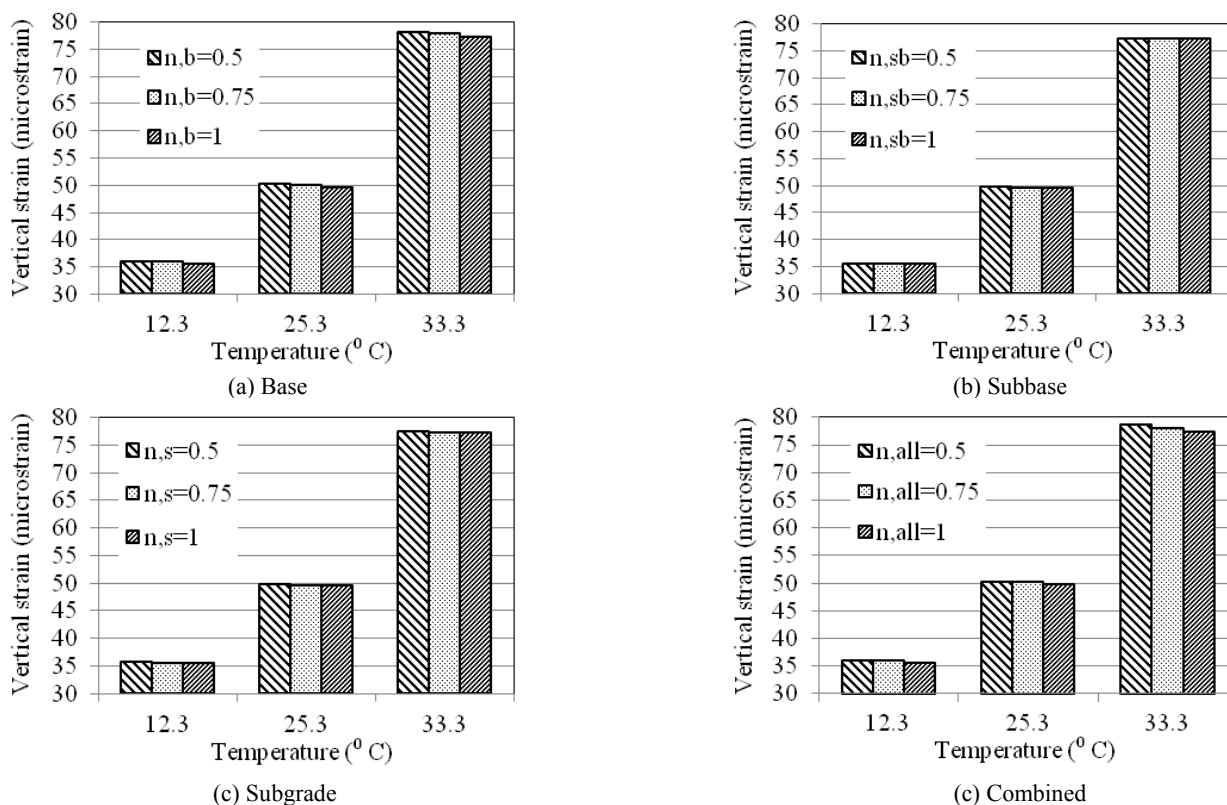 80
75
70
65
60
55
50
45
40
35
30
Vertical strain (microstrain)
n,b=0.5
n,b=0.75
n,b=1
12.3 25.3 33.3
Temperature (⁰ C)
(a) Base
80
75
70
65
60
55
50
45
40
35
30
Vertical strain (microstrain)
n,sb=0.5
n,sb=0.75
n,sb=1
12.3 25.3 33.3
Temperature (⁰ C)
(b) Subbase
80
75
70
65
60
55
50
45
40
35
30
Vertical strain (microstrain)
n,s=0.5
n,s=0.75
n,s=1
12.3 25.3 33.3
Temperature (⁰ C)
(c) Subgrade
80
75
70
65
60
55
50
45
40
35
30
Vertical strain (microstrain)
n,all=0.5
n,all=0.75
n,all=1
12.3 25.3 33.3
Temperature (⁰ C)
(c) Combined